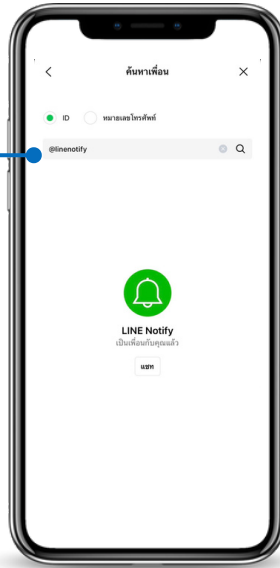 ค้นหาเพื่อน
ID หมายเลขโทรศัพท์
@linenotify
LINE Notify
เป็นเพื่อนกับคุณแล้ว
แชท